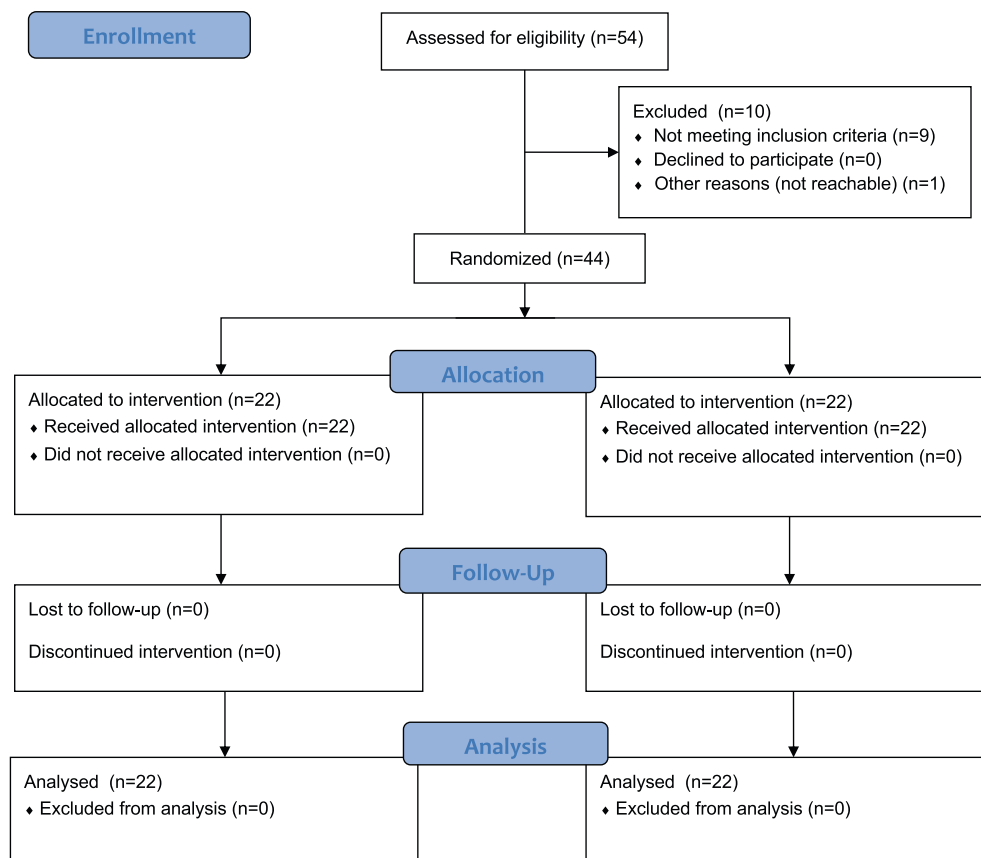 Enrollment
Assessed for eligibility (n=54)
Excluded (n=10)
♦ Not meeting inclusion criteria (n=9)
♦ Declined to participate (n=0)
♦ Other reasons (not reachable) (n=1)
Randomized (n=44)
Allocation
Allocated to intervention (n=22)
♦ Received allocated intervention (n=22)
♦ Did not receive allocated intervention (n=0)
Allocated to intervention (n=22)
♦ Received allocated intervention (n=22)
♦ Did not receive allocated intervention (n=0)
Follow-Up
Lost to follow-up (n=0)
Discontinued intervention (n=0)
Lost to follow-up (n=0)
Discontinued intervention (n=0)
Analysis
Analysed (n=22)
♦ Excluded from analysis (n=0)
Analysed (n=22)
♦ Excluded from analysis (n=0)